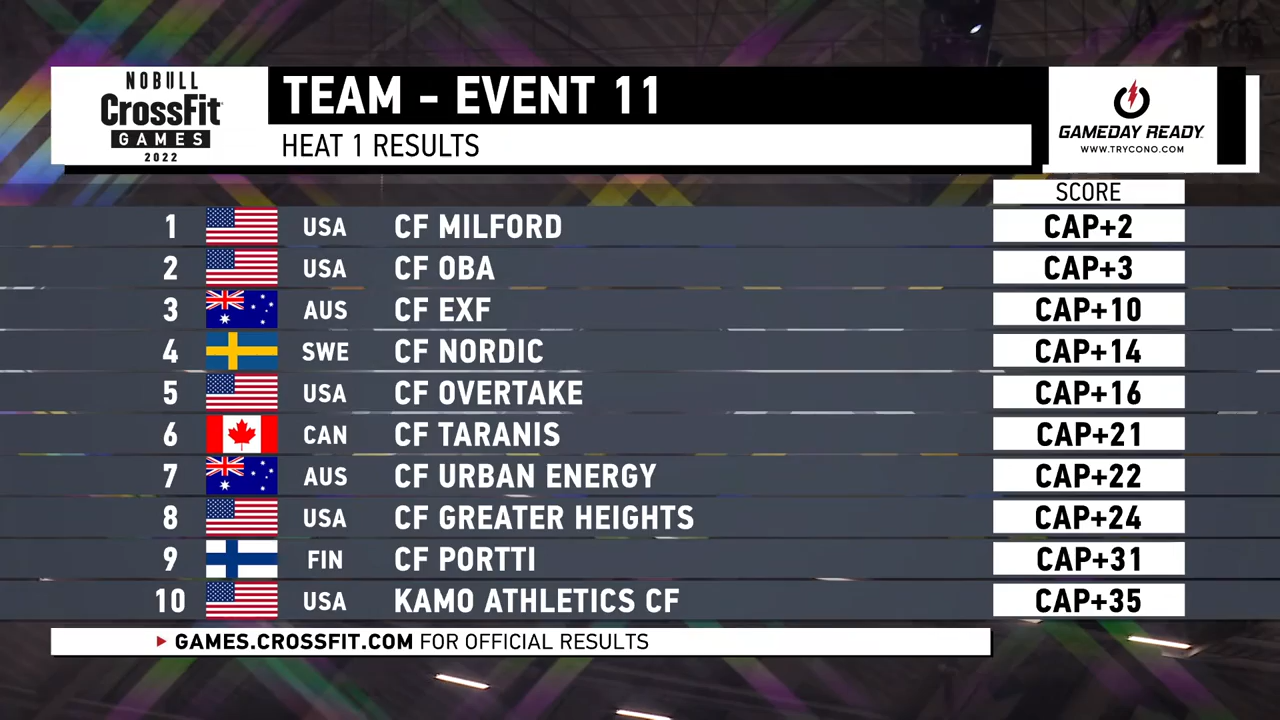 NOBULL
CrossFit
GAMES
2022
TEAM - EVENT 11
HEAT 1 RESULTS
GAMEDAY READY
WWW.TRYCONO.COM
SCORE
1 USA CF MILFORD CAP+2
2 USA CF OBA CAP+3
3 AUS CF EXF CAP+10
4 SWE CF NORDIC CAP+14
5 USA CF OVERTAKE CAP+16
6 CAN CF TARANIS CAP+21
7 AUS CF URBAN ENERGY CAP+22
8 USA CF GREATER HEIGHTS CAP+24
9 FIN CF PORTTI CAP+31
10 USA KAMO ATHLETICS CF CAP+35
GAMES.CROSSFIT.COM FOR OFFICIAL RESULTS